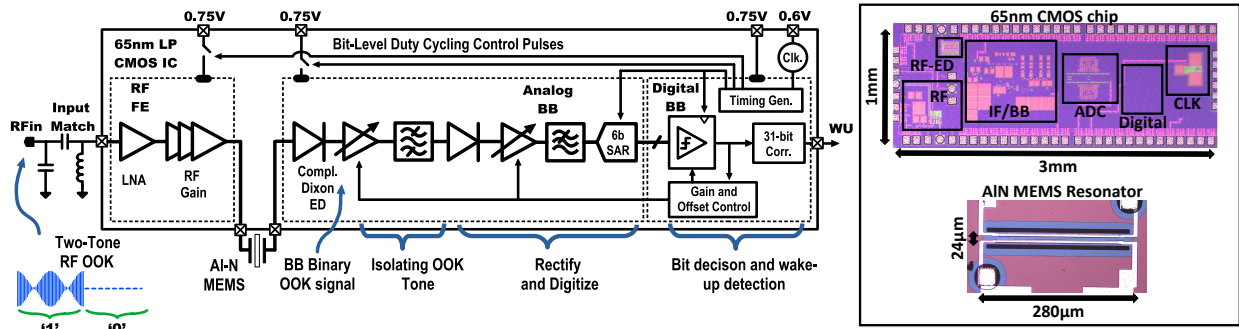 0.75V
0.75V
0.75V
0.6V
65nm LP
CMOS IC
Bit-Level Duty Cycling Control Pulses
Clk.
RF
FE
Analog
BB
Digital
BB
Timing Gen.
Input
Match
RFin
LNA
RF
Gain
Compl.
Dixon
ED
6b
SAR
31-bit
Corr.
WU
Gain and
Offset Control
Two-Tone
RF OOK
'1'
'0'
Al-N
MEMS
BB Binary
OOK signal
Isolating OOK
Tone
Rectify
and Digitize
Bit decison and wake-
up detection
65nm CMOS chip
RF-ED
RF
IF/BB
ADC
Digital
CLK
1mm
3mm
AlN MEMS Resonator
24µm
280µm